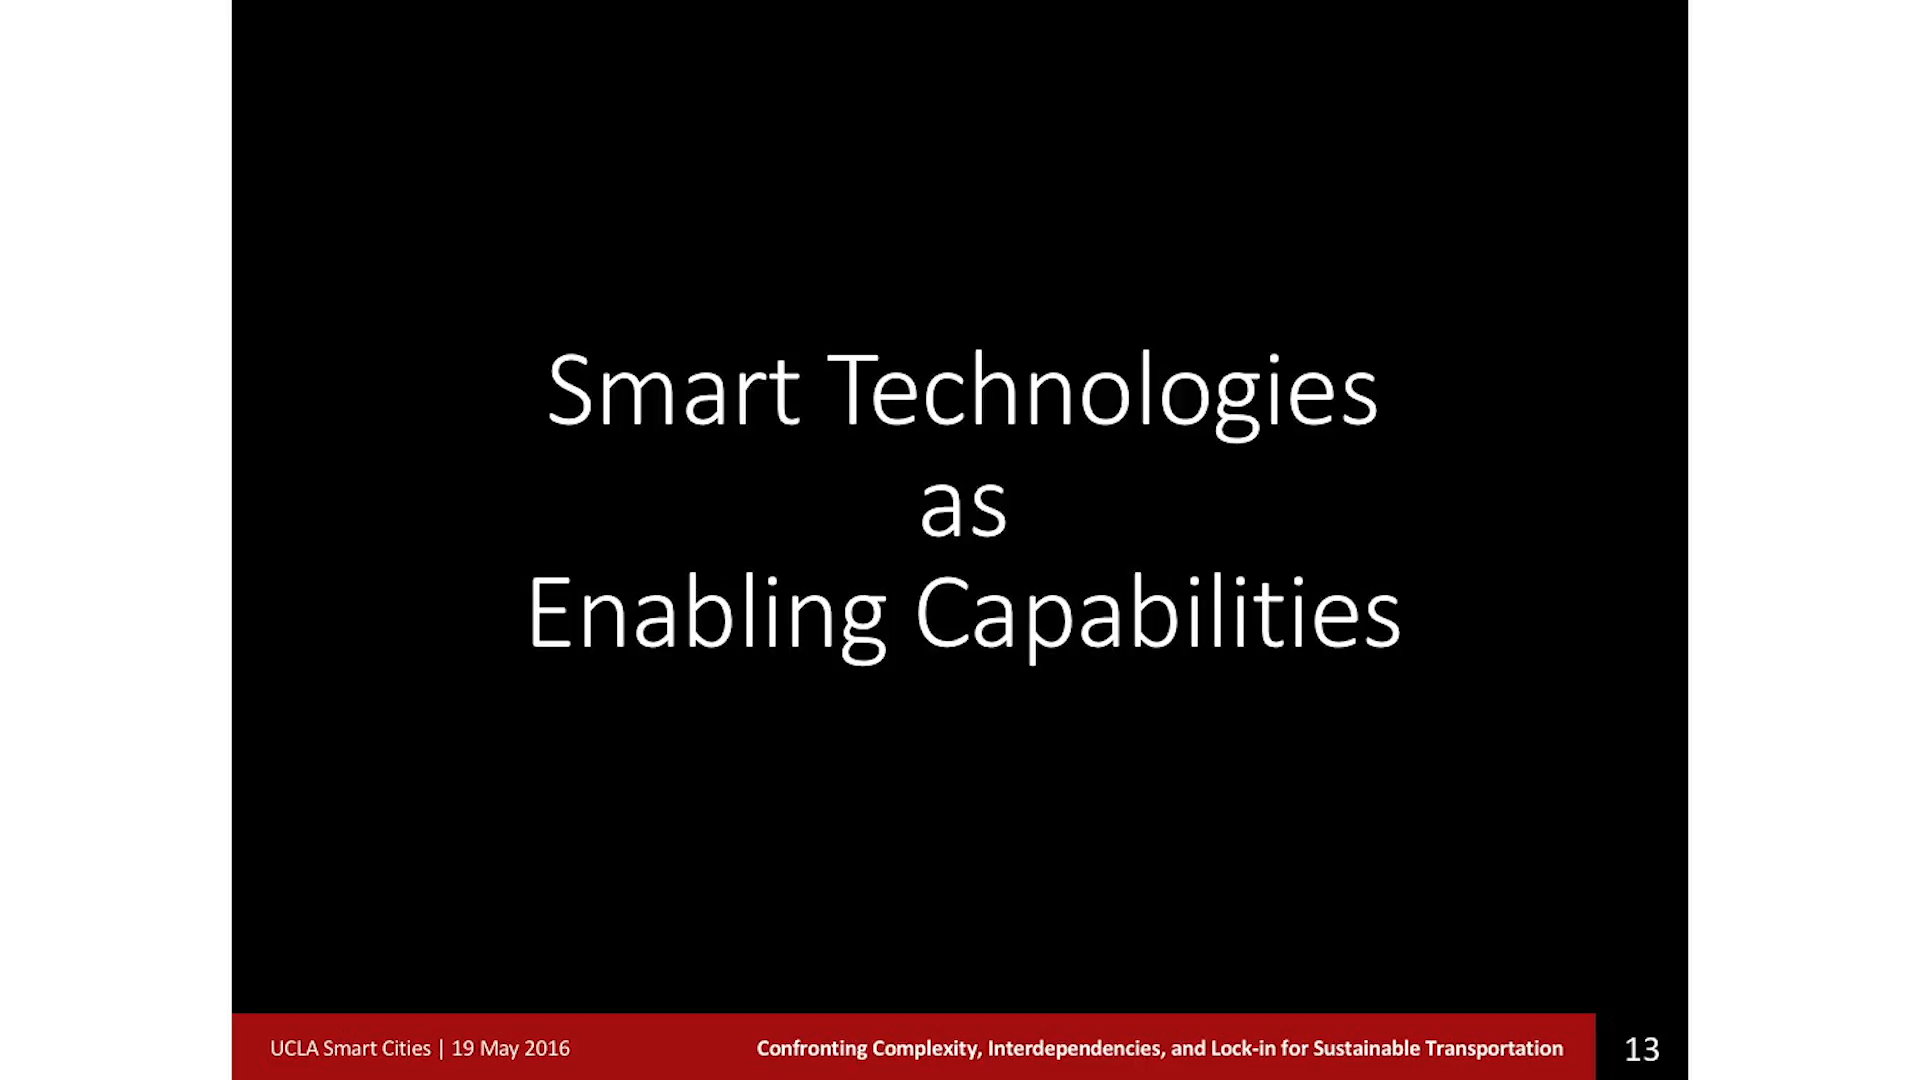 Smart Technologies
as
Enabling Capabilities
UCLA Smart Cities | 19 May 2016
Confronting Complexity, Interdependencies, and Lock-in for Sustainable Transportation
13